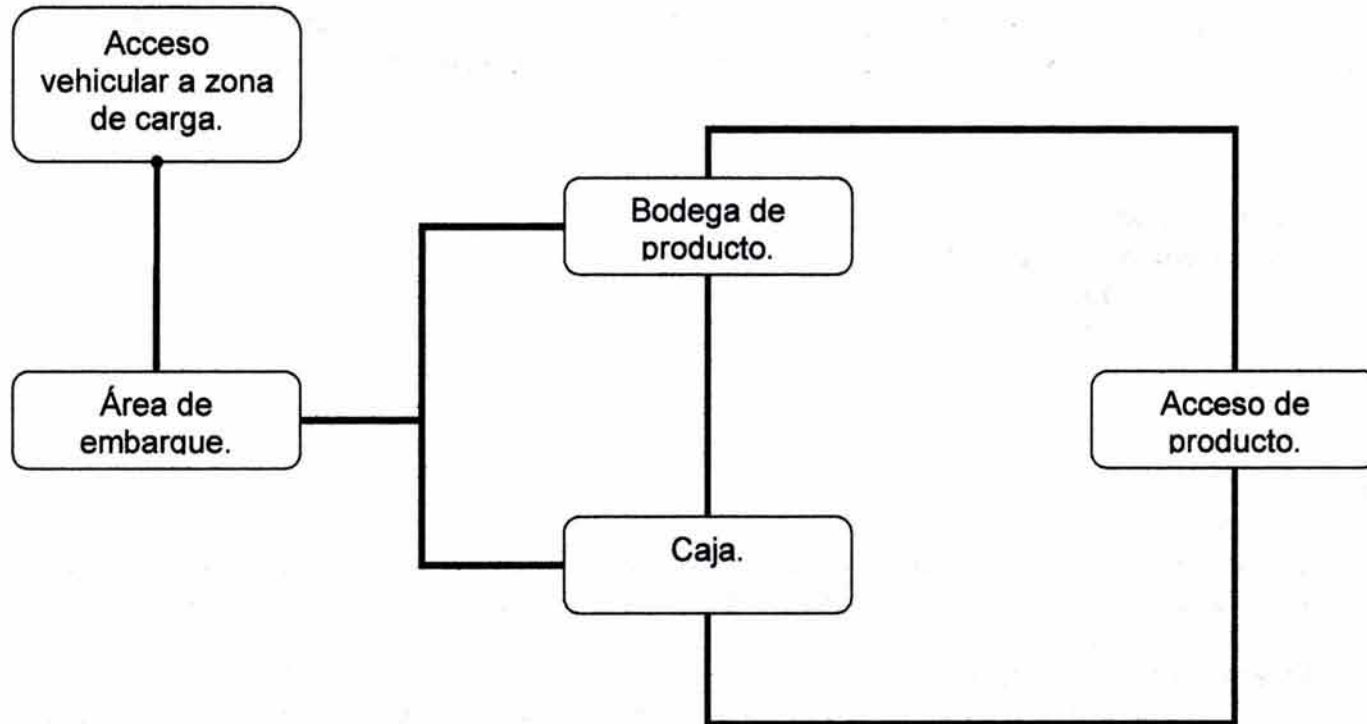 Acceso
vehicular a zona
de carga.
Bodega de
producto.
Área de
embarque.
Acceso de
producto.
Caja.